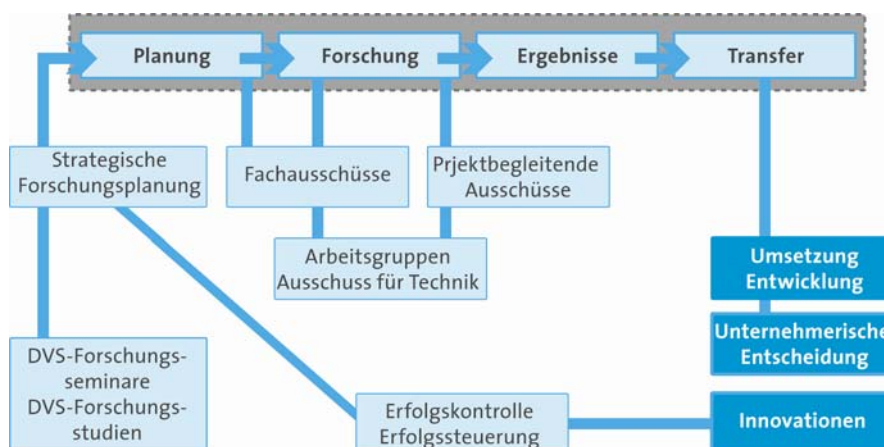 Planung
Forschung
Ergebnisse
Transfer
Strategische
Forschungsplanung
Fachausschüsse
Prjektbegleitende
Ausschüsse
Arbeitsgruppen
Ausschuss für Technik
Umsetzung
Entwicklung
Unternehmerische
Entscheidung
DVS-Forschungs-
seminare
DVS-Forschungs-
studien
Erfolgskontrolle
Erfolgssteuerung
Innovationen